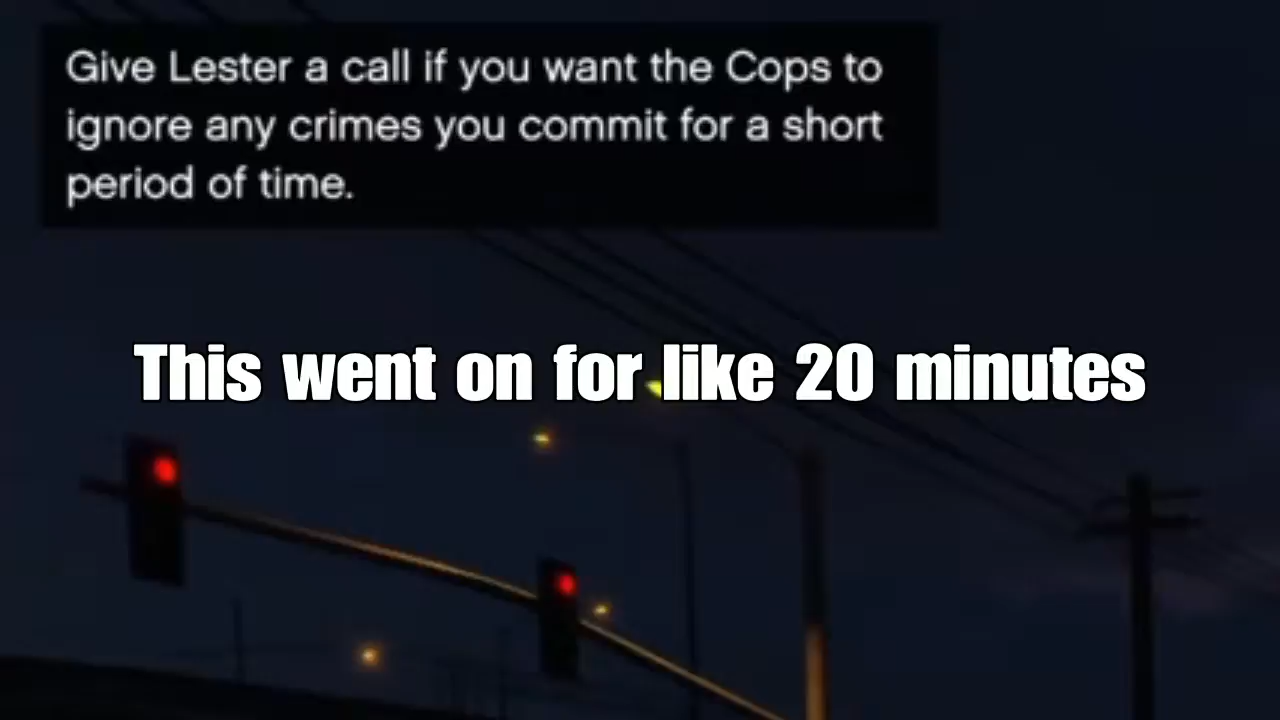 Give Lester a call if you want the Cops to
ignore any crimes you commit for a short
period of time.
This went on for like 20 minutes